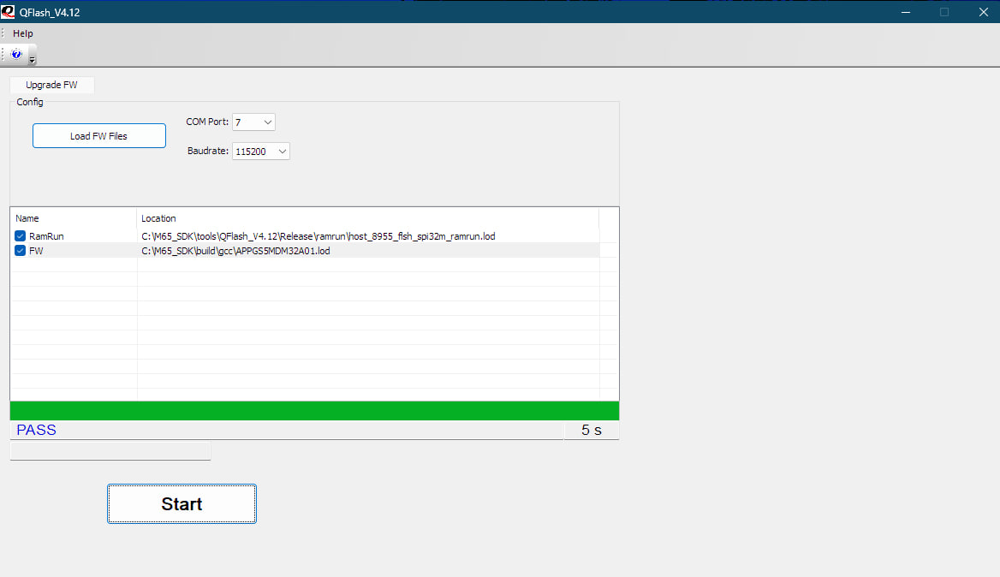 QFlash_V4.12
Help
Upgrade FW
Config
Load FW Files
COM Port: 7
Baudrate: 115200
Name Location
RamRun C:\M65_SDK\tools\QFlash_V4.12\Release\ramrun\host_8955_flsh_spi32m_ramrun.lod
FW C:\M65_SDK\build\gcc\APPGS5MDM32A01.lod
PASS 5 s
Start